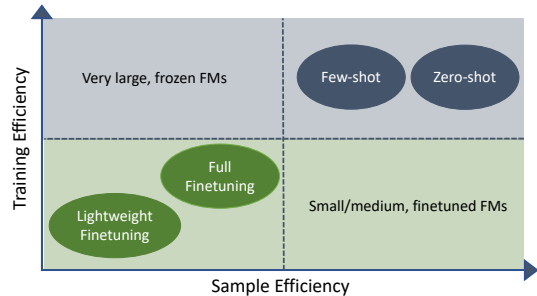 Training Efficiency
Very large, frozen FMs
Few-shot
Zero-shot
Full
Finetuning
Lightweight
Finetuning
Small/medium, finetuned FMs
Sample Efficiency